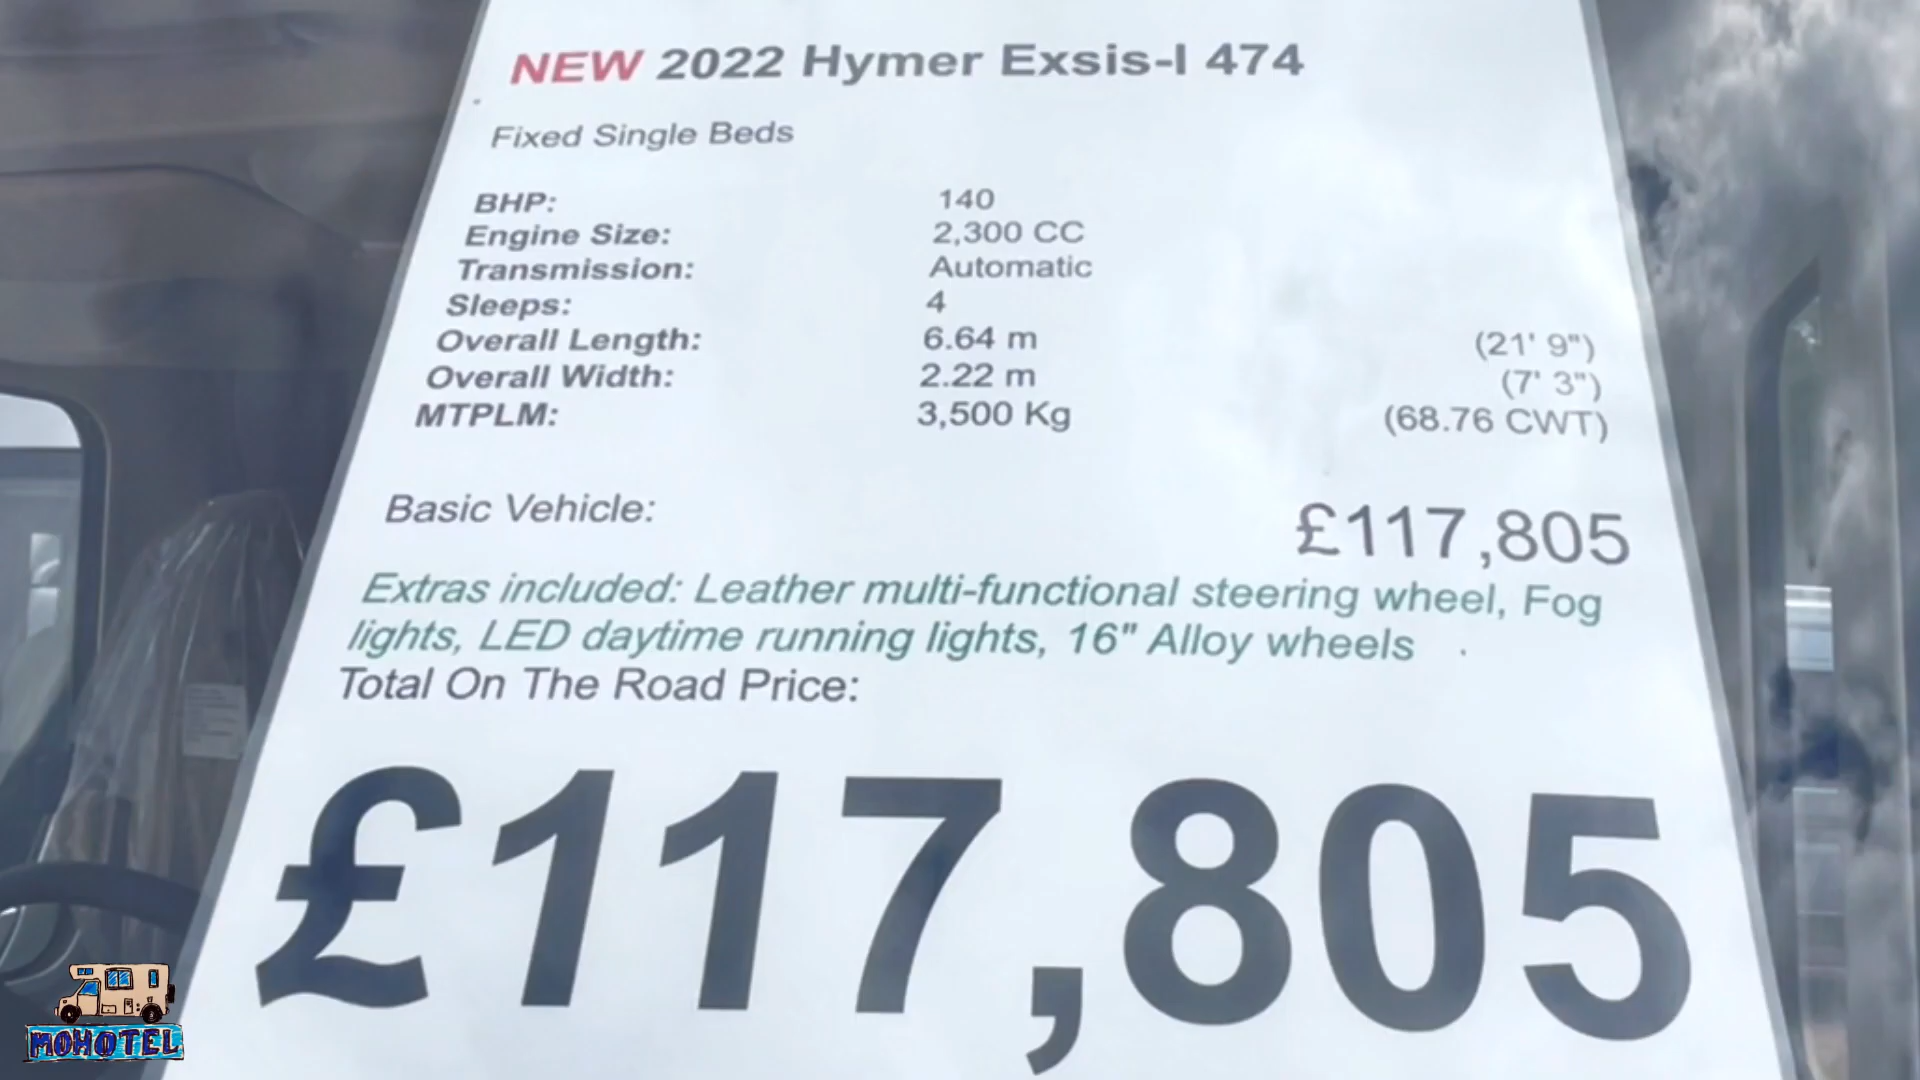 NEW 2022 Hymer Exsis-I 474
Fixed Single Beds
BHP: 140
Engine Size: 2,300 CC
Transmission: Automatic
Sleeps: 4
Overall Length: 6.64 m (21' 9")
Overall Width: 2.22 m (7' 3")
MTPLM: 3,500 Kg (68.76 CWT)
Basic Vehicle: £117,805
Extras included: Leather multi-functional steering wheel, Fog
lights, LED daytime running lights, 16" Alloy wheels
Total On The Road Price:
£117,805
MOHOTEL